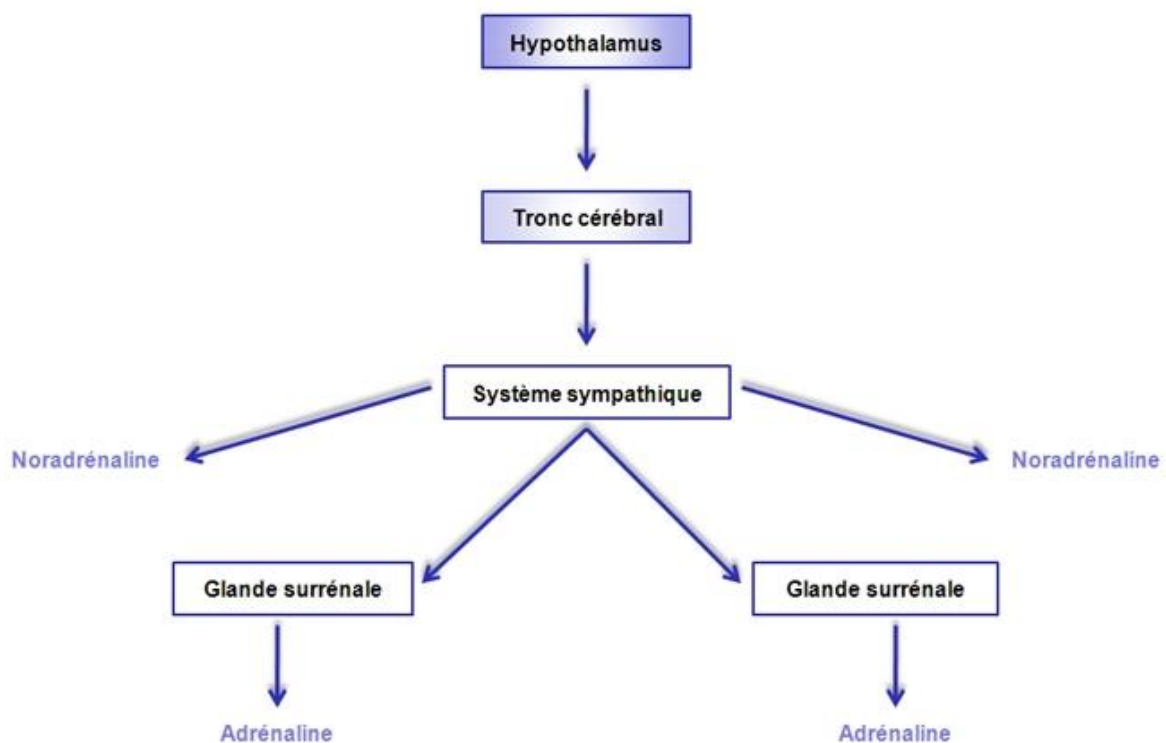 Hypothalamus
Tronc cérébral
Système sympathique
Noradrénaline
Noradrénaline
Glande surrénale
Glande surrénale
Adrénaline
Adrénaline